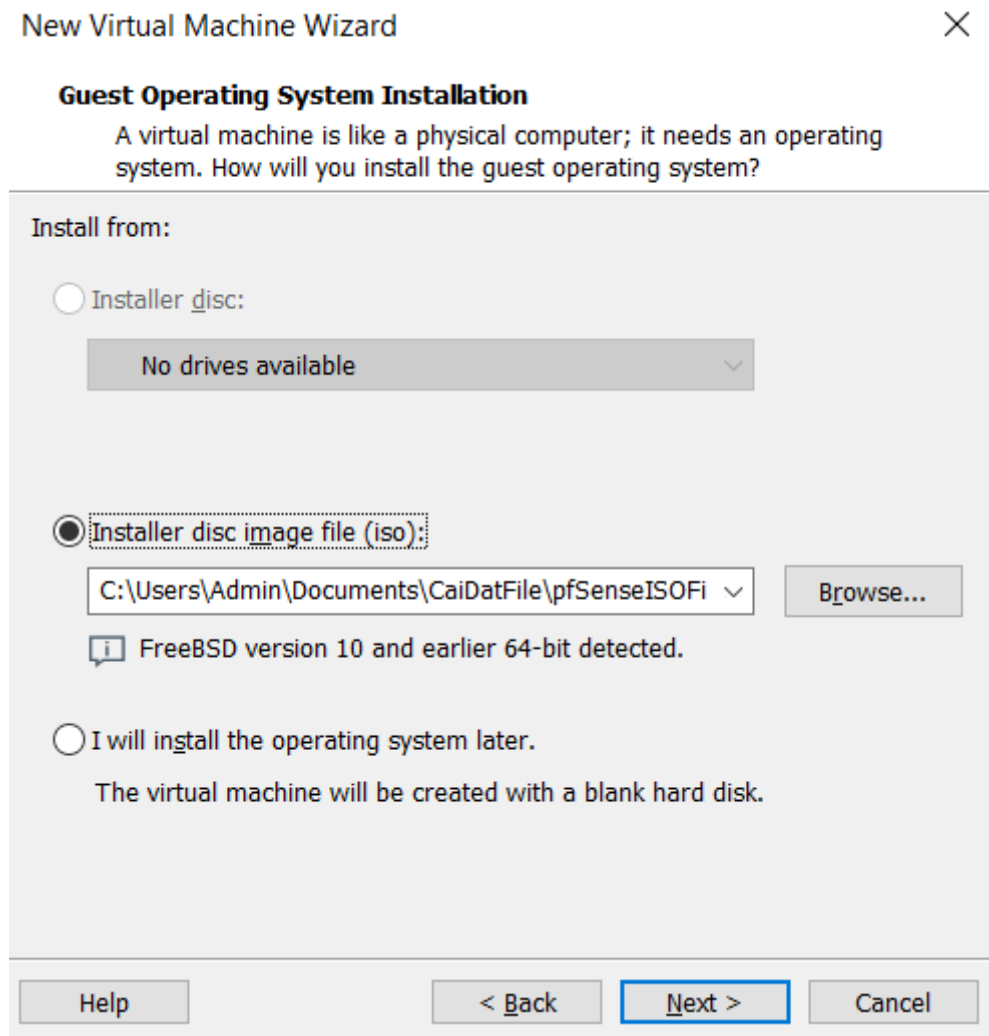 New Virtual Machine Wizard
Guest Operating System Installation
A virtual machine is like a physical computer; it needs an operating
system. How will you install the guest operating system?
Install from:
Installer disc:
No drives available
Installer disc image file (iso):
C:\Users\Admin\Documents\CaiDatFile\pfSenseISOFi
Browse...
FreeBSD version 10 and earlier 64-bit detected.
I will install the operating system later.
The virtual machine will be created with a blank hard disk.
Help
< Back
Next >
Cancel